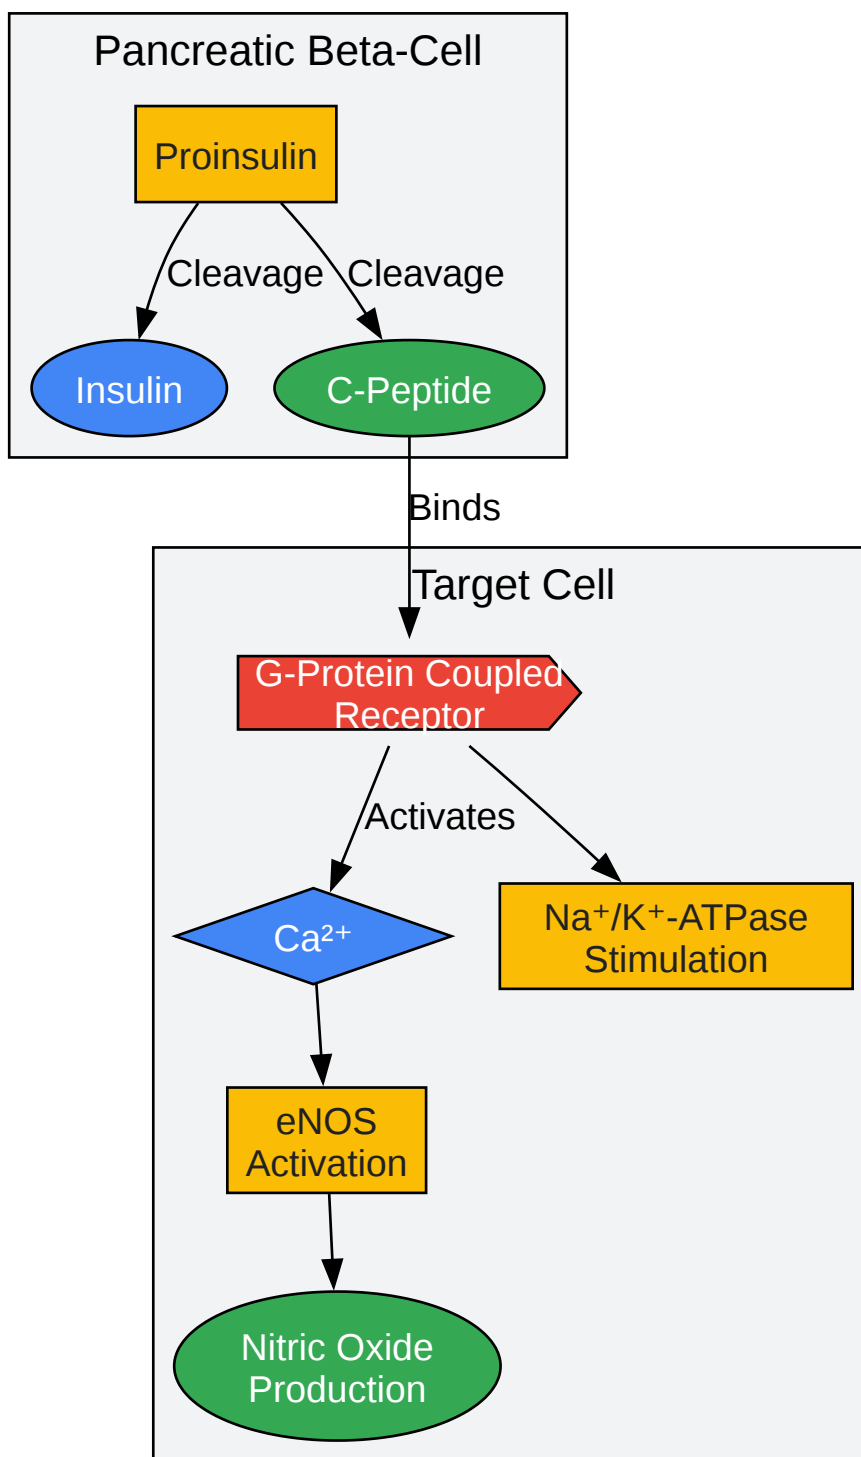 Pancreatic Beta-Cell
Proinsulin
Cleavage
Cleavage
Insulin
C-Peptide
Binds
Target Cell
G-Protein Coupled
Receptor
Activates
Ca²⁺
Na⁺/K⁺-ATPase
Stimulation
eNOS
Activation
Nitric Oxide
Production